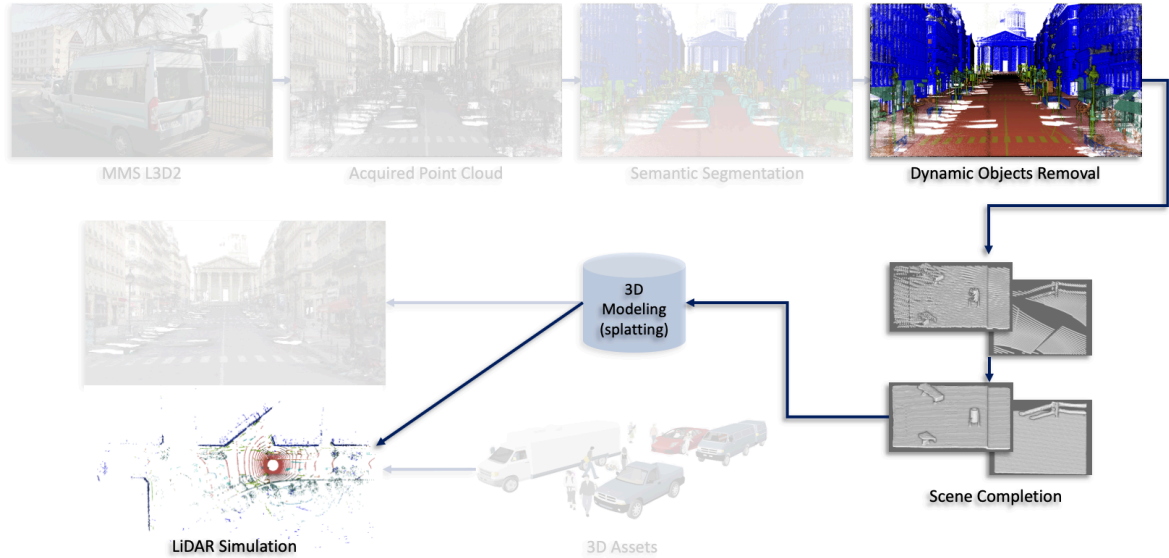 MMS L3D2
Acquired Point Cloud
Semantic Segmentation
Dynamic Objects Removal
3D
Modeling
(splatting)
Scene Completion
LiDAR Simulation
3D Assets